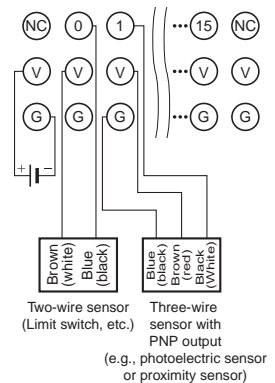 NC 0 1 ••• 15 NC
V V V ••• V V
G G G ••• G G
+ −
Brown
(white)
Blue
(black)
Blue
(black)
Brown
(red)
Black
(White)
Two-wire sensor
(Limit switch, etc.)
Three-wire
sensor with
PNP output
(e.g., photoelectric sensor
or proximity sensor)